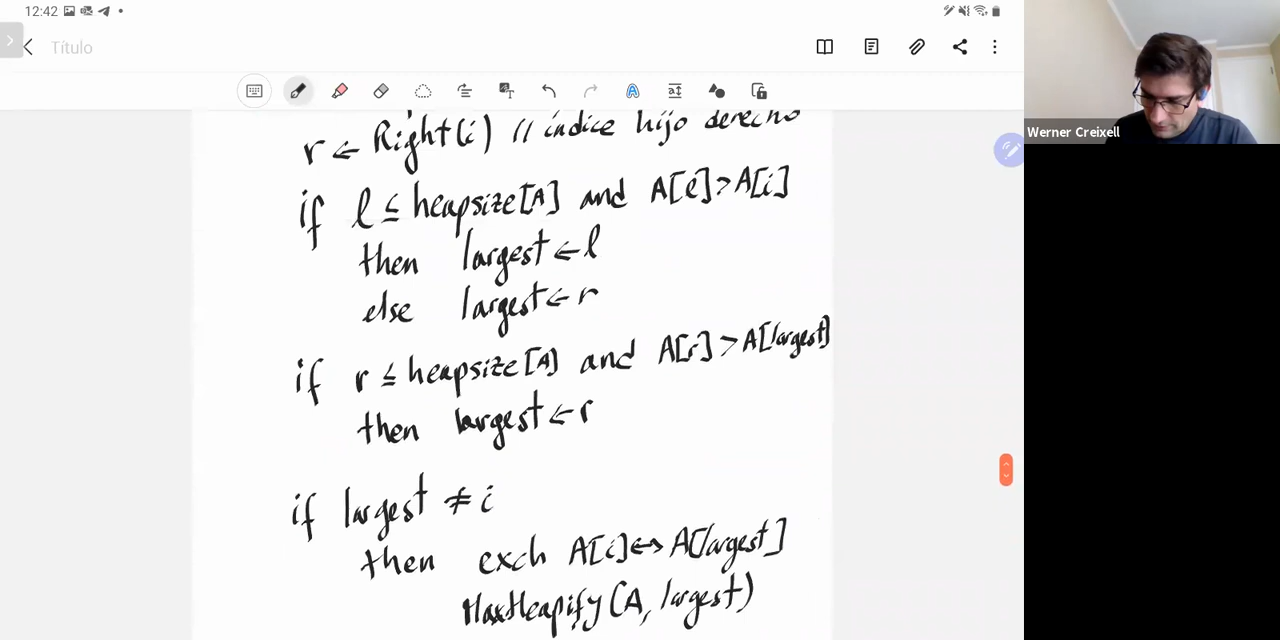 12:42
Título
r ← Right(i) // índice hijo derecho
if l ≤ heapsize[A] and A[l] > A[i]
then largest ← l
else largest ← r
if r ≤ heapsize[A] and A[r] > A[largest]
then largest ← r
if largest ≠ i
then exch A[i] ↔ A[largest]
MaxHeapify(A, largest)
Werner Creixell